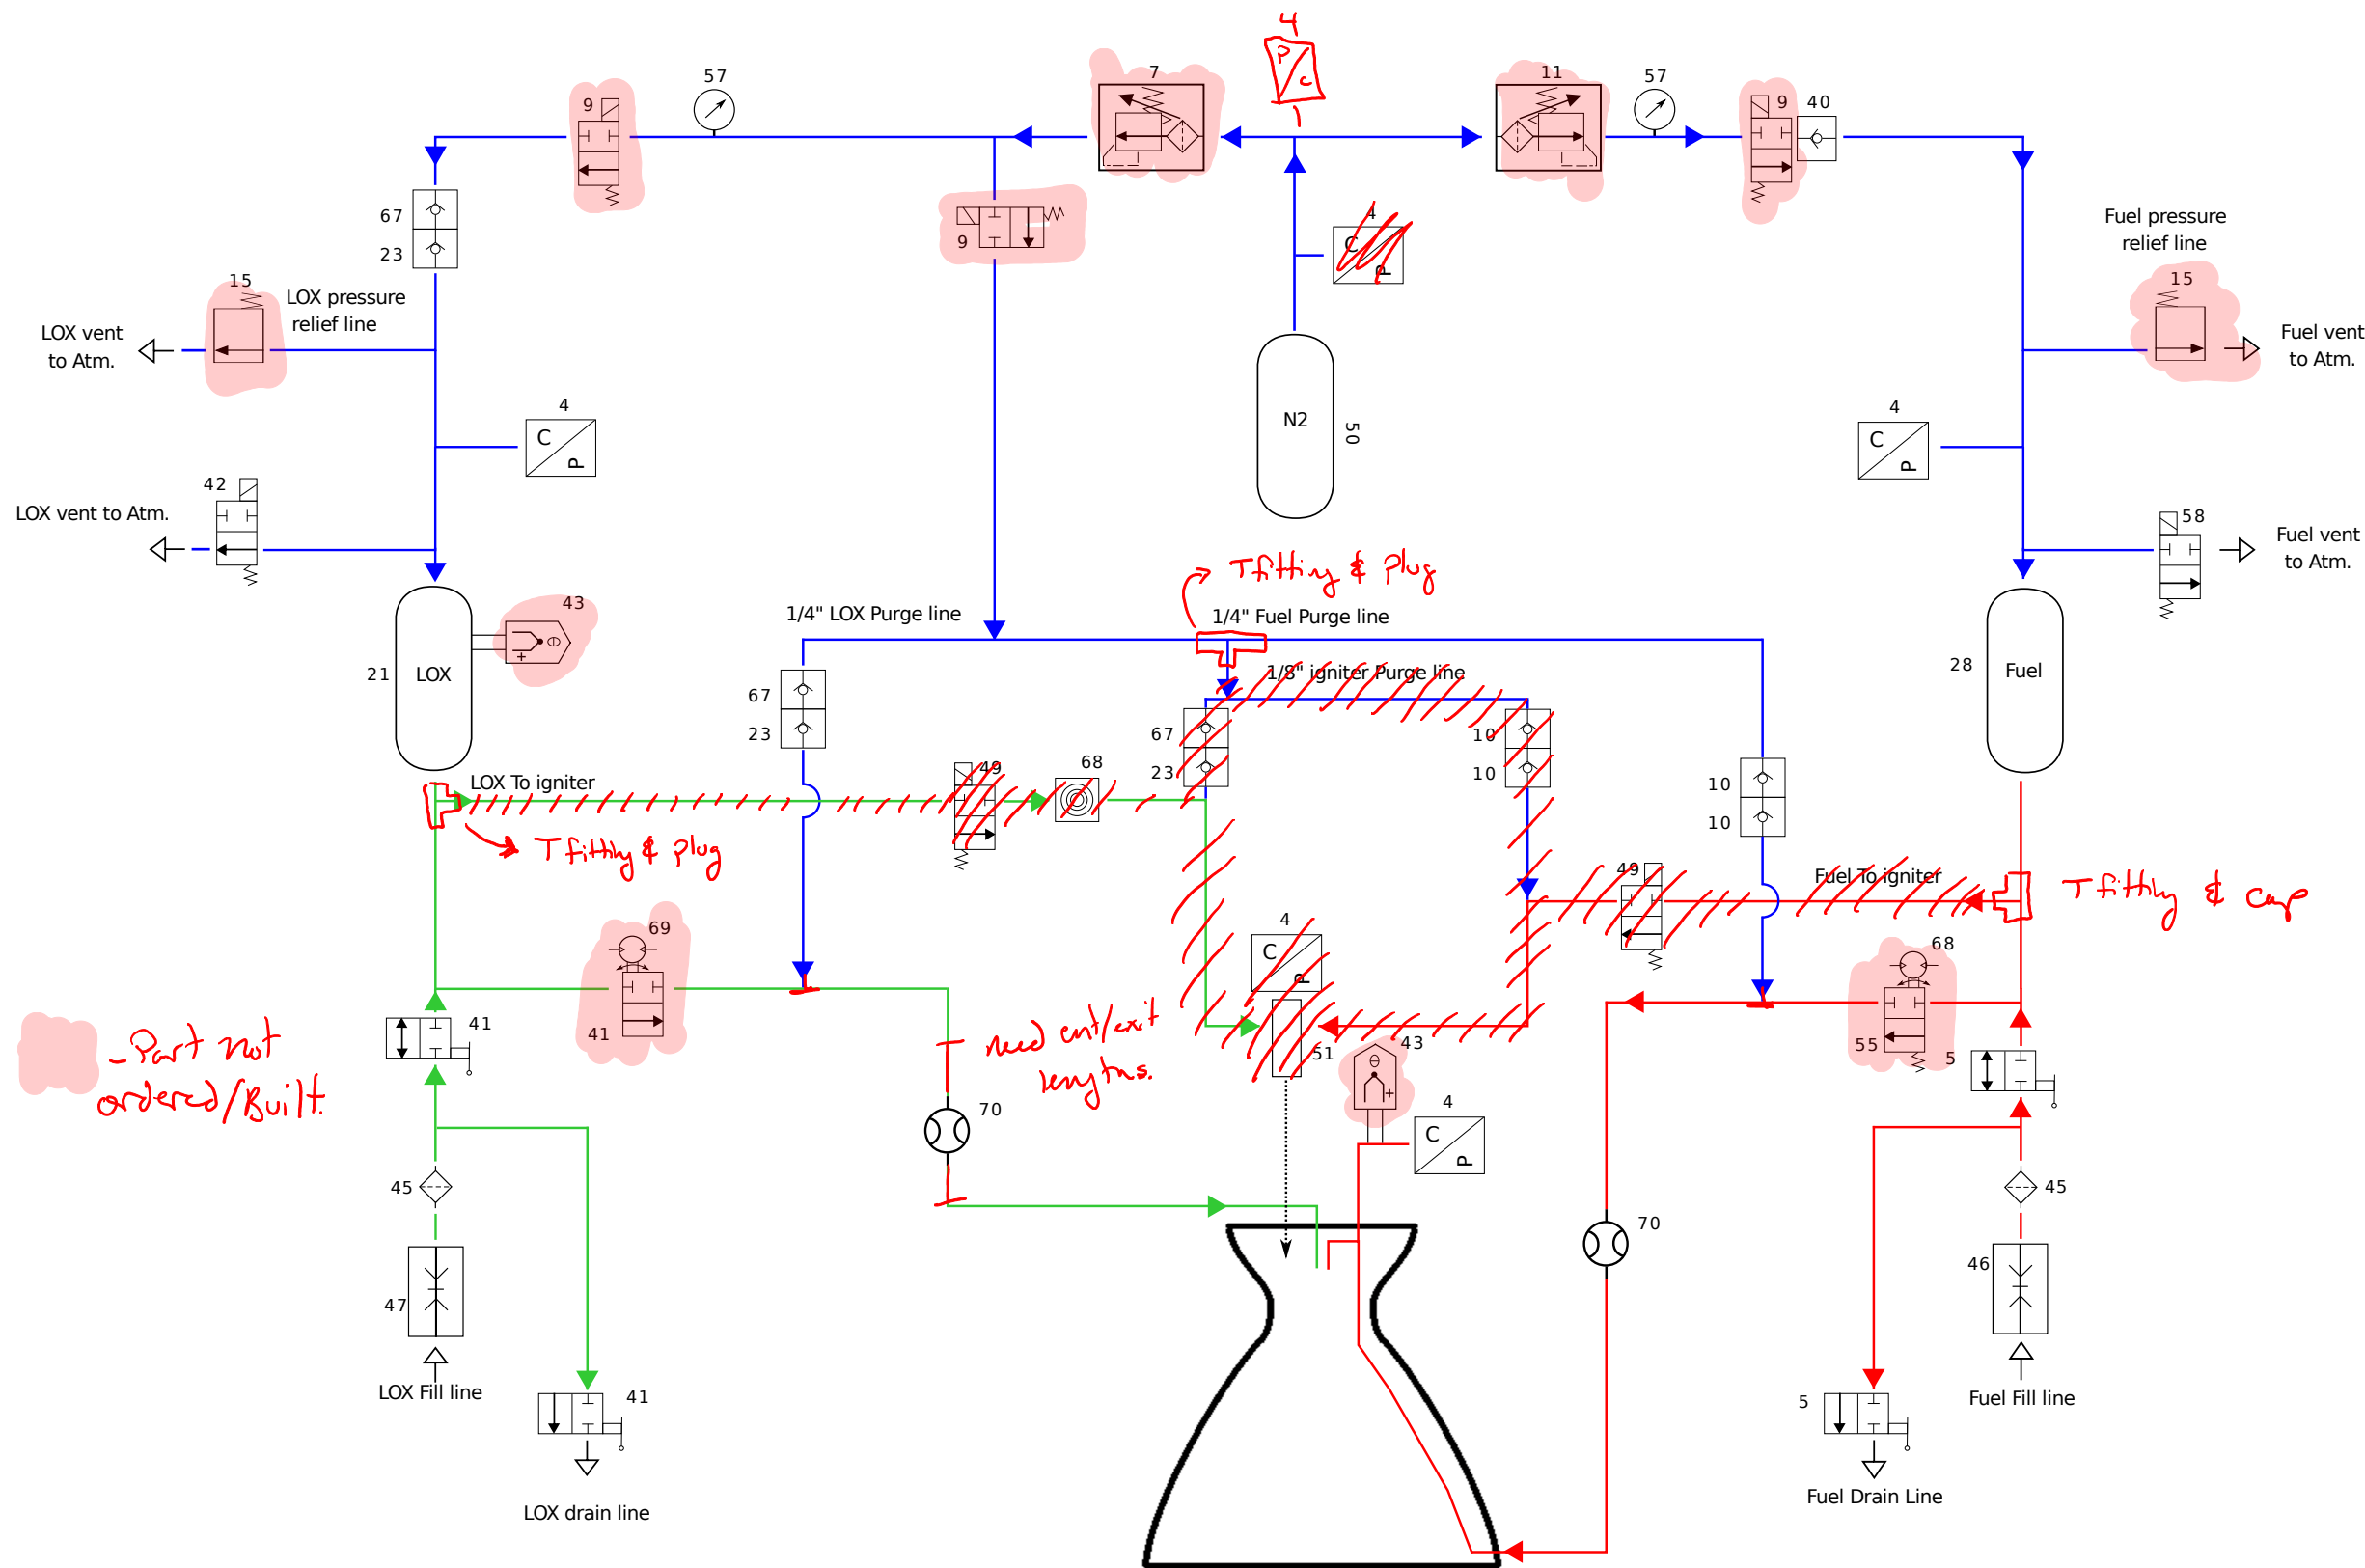 4
P
C
57
7
11
57
9
9
40
4
C
P
67
23
9
15
LOX pressure
relief line
LOX vent
to Atm.
Fuel pressure
relief line
15
Fuel vent
to Atm.
4
C
P
N2
50
4
C
P
42
LOX vent to Atm.
58
Fuel vent
to Atm.
T fitting & Plug
43
+
1/4" LOX Purge line
1/4" Fuel Purge line
21
LOX
28
Fuel
1/8" igniter Purge line
67
23
67
23
10
10
LOX To igniter
49
68
10
10
T fitting & Plug
49
Fuel To igniter
T fitting & cap
69
41
4
C
P
68
55
5
- Part not
ordered/Built.
41
need ent/exit
lengths.
51
43
+
70
4
C
P
45
45
70
47
46
LOX Fill line
41
5
Fuel Fill line
LOX drain line
Fuel Drain Line